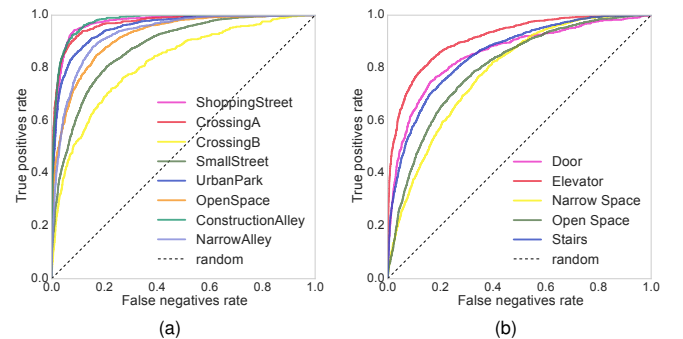 1.0
0.8
0.6
0.4
0.2
0.0
0.0 0.2 0.4 0.6 0.8 1.0
True positives rate
False negatives rate
ShoppingStreet
CrossingA
CrossingB
SmallStreet
UrbanPark
OpenSpace
ConstructionAlley
NarrowAlley
random
(a)
1.0
0.8
0.6
0.4
0.2
0.0
0.0 0.2 0.4 0.6 0.8 1.0
True positives rate
False negatives rate
Door
Elevator
Narrow Space
Open Space
Stairs
random
(b)